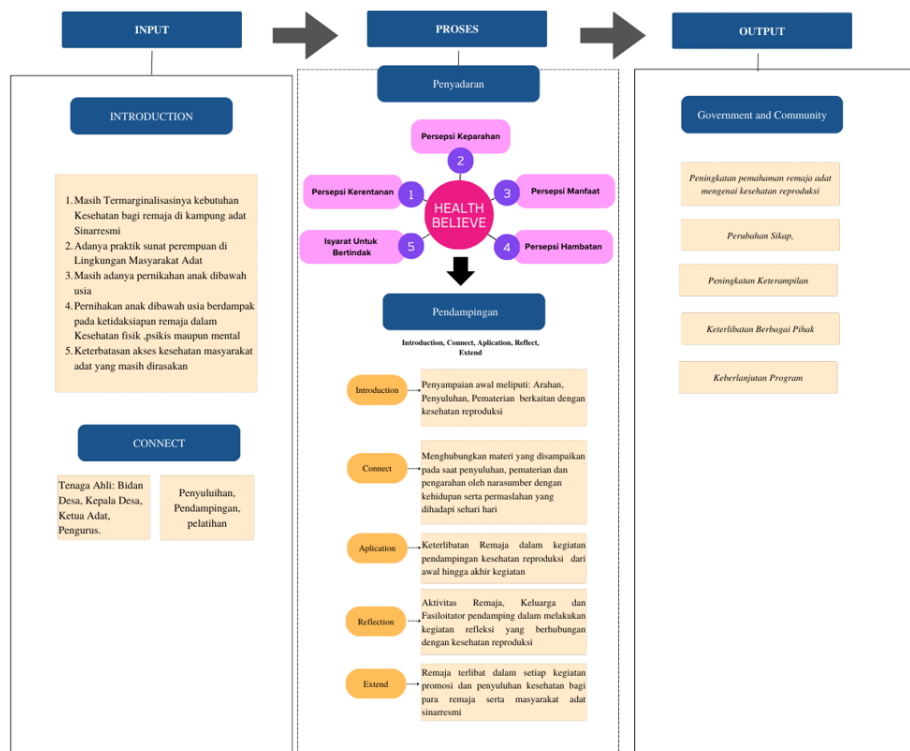 INPUT
PROSES
OUTPUT
INTRODUCTION
1. Masih Termarginalisasinya kebutuhan
Kesehatan bagi remaja di kampung adat
Sinarresmi
2. Adanya praktik sunat perempuan di
Lingkungan Masyarakat Adat
3. Masih adanya pernikahan anak dibawah
usia
4. Pernihakan anak dibawah usia berdampak
pada ketidaksiapan remaja dalam
Kesehatan fisik ,psikis maupun mental
5. Keterbatasan akses kesehatan masyarakat
adat yang masih dirasakan
CONNECT
Tenaga Ahli: Bidan
Desa, Kepala Desa,
Ketua Adat,
Pengurus.
Penyuluihan,
Pendampingan,
pelatihan
Penyadaran
Persepsi Keparahan
2
Persepsi Kerentanan
1
3
Persepsi Manfaat
HEALTH
BELIEVE
Isyarat Untuk
Bertindak
5
4
Persepsi Hambatan
Pendampingan
Introduction, Connect, Aplication, Reflect,
Extend
Introduction
Penyampaian awal meliputi: Arahan,
Penyuluhan, Pematerian berkaitan dengan
kesehatan reproduksi
Connect
Menghubungkan materi yang disampaikan
pada saat penyuluhan, pematerian dan
pengarahan oleh narasumber dengan
kehidupan serta permaslahan yang
dihadapi sehari hari
Aplication
Keterlibatan Remaja dalam kegiatan
pendampingan kesehatan reproduksi dari
awal hingga akhir kegiatan
Reflection
Aktivitas Remaja, Keluarga dan
Fasiloitator pendamping dalam melakukan
kegiatan refleksi yang berhubungan
dengan kesehatan reproduksi
Extend
Remaja terlibat dalam setiap kegiatan
promosi dan penyuluhan kesehatan bagi
para remaja serta masyarakat adat
sinarresmi
Government and Community
Peningkatan pemahaman remaja adat
mengenai kesehatan reproduksi
Perubahan Sikap,
Peningkatan Keterampilan
Keterlibatan Berbagai Pihak
Keberlanjutan Program